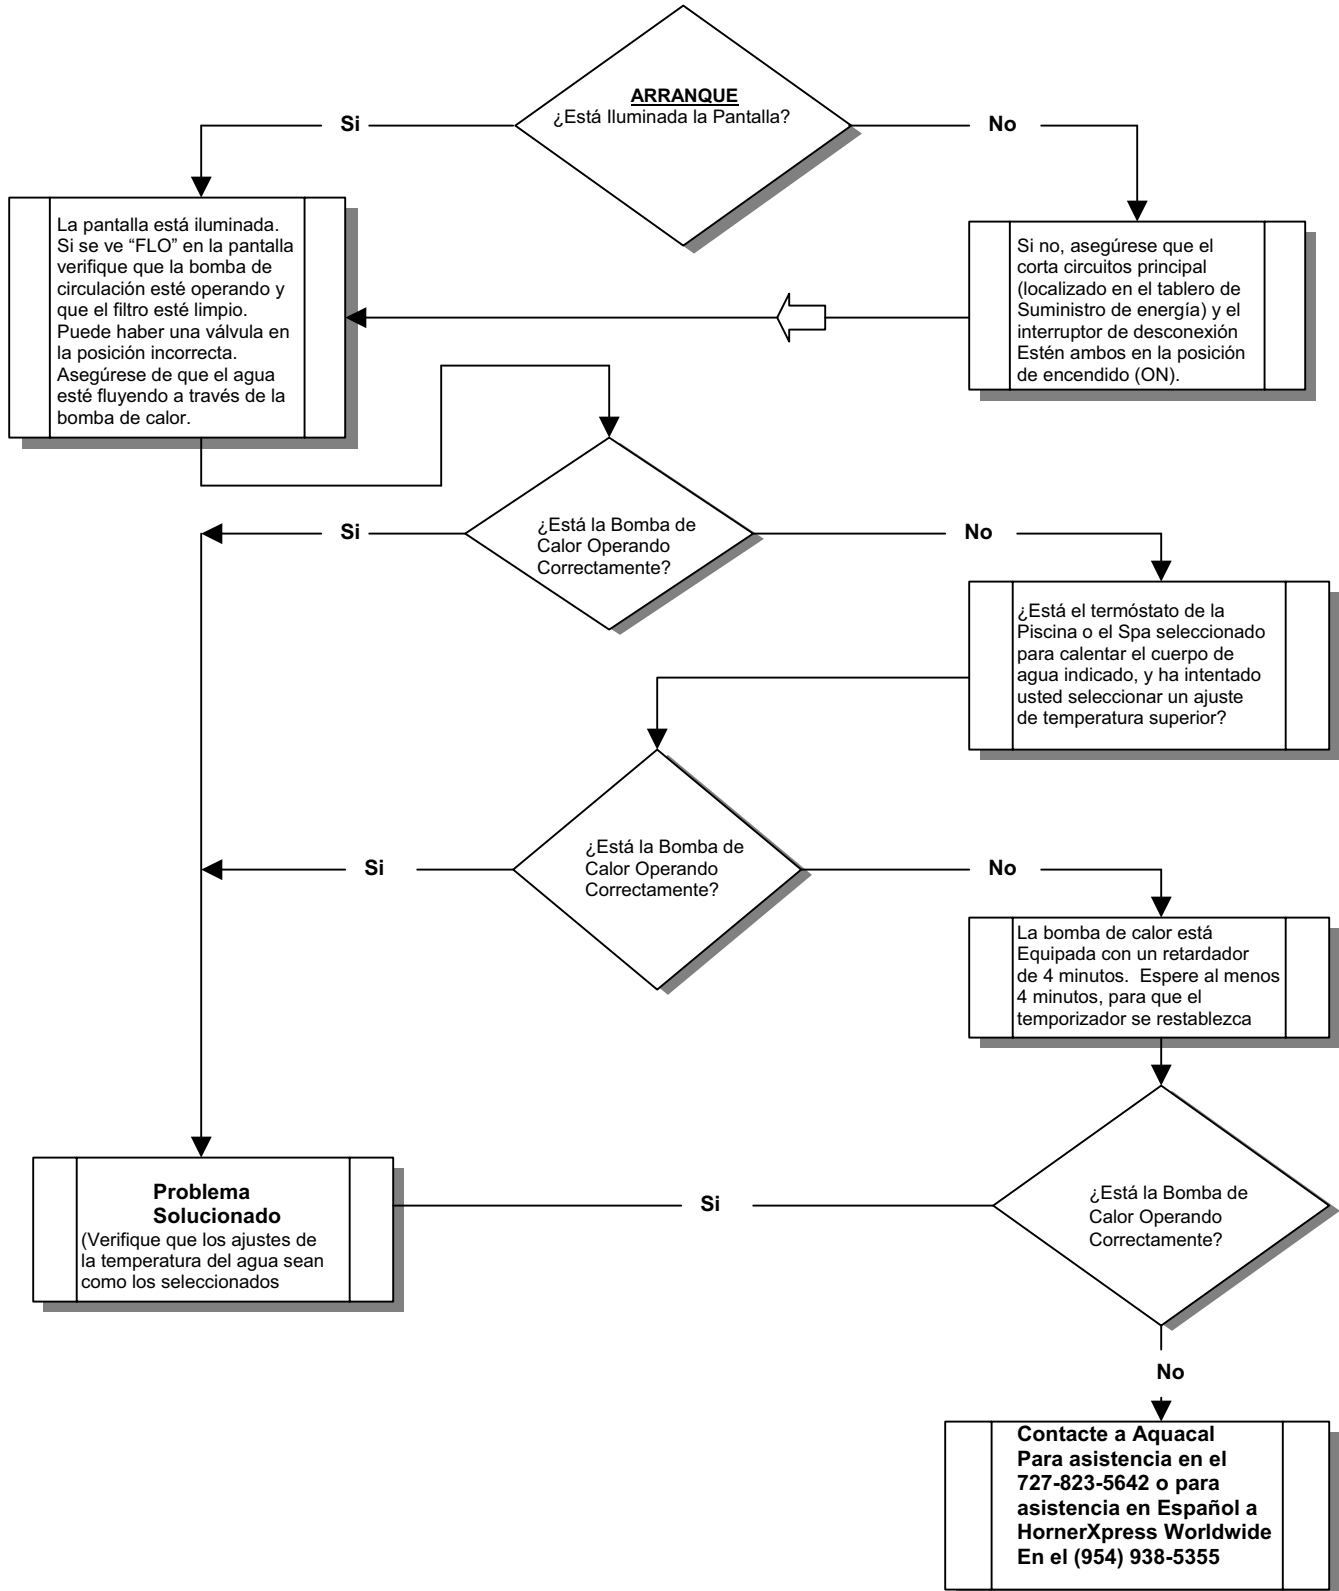 ARRANQUE
¿Está Iluminada la Pantalla?
Si
No
La pantalla está iluminada.
Si se ve “FLO” en la pantalla
verifique que la bomba de
circulación esté operando y
que el filtro esté limpio.
Puede haber una válvula en
la posición incorrecta.
Asegúrese de que el agua
esté fluyendo a través de la
bomba de calor.
Si no, asegúrese que el
corta circuitos principal
(localizado en el tablero de
Suministro de energía) y el
interruptor de desconexión
Estén ambos en la posición
de encendido (ON).
¿Está la Bomba de
Calor Operando
Correctamente?
Si
No
¿Está el termóstato de la
Piscina o el Spa seleccionado
para calentar el cuerpo de
agua indicado, y ha intentado
usted seleccionar un ajuste
de temperatura superior?
¿Está la Bomba de
Calor Operando
Correctamente?
Si
No
La bomba de calor está
Equipada con un retardador
de 4 minutos.  Espere al menos
4 minutos, para que el
temporizador se restablezca
¿Está la Bomba de
Calor Operando
Correctamente?
Si
Problema
Solucionado
(Verifique que los ajustes de
la temperatura del agua sean
como los seleccionados
No
Contacte a Aquacal
Para asistencia en el
727-823-5642 o para
asistencia en Español a
HornerXpress Worldwide
En el (954) 938-5355